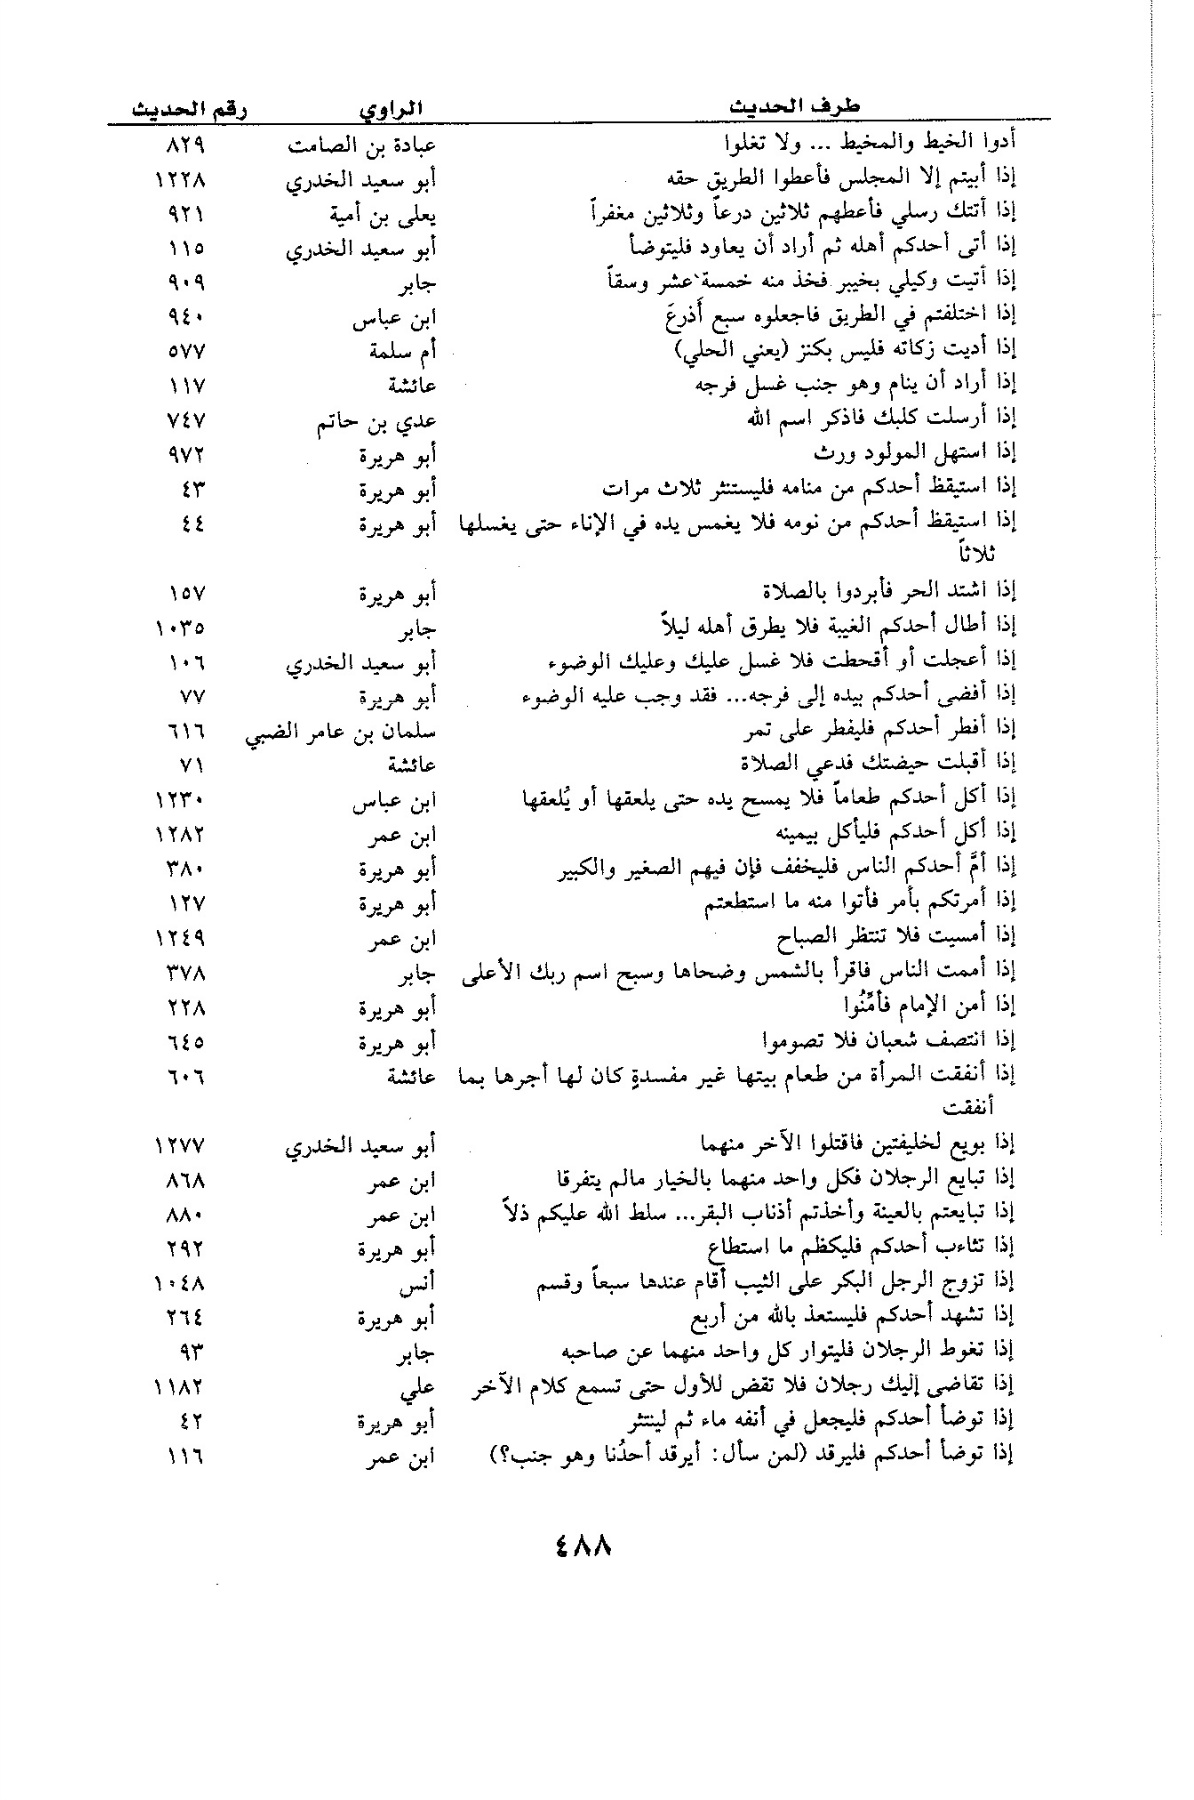 طرف الحديث الراوي رقم الحديث
أدوا الخيط والمخيط ... ولا تغلوا عبادة بن الصامت ٨٢٩
إذا أبيتم إلا المجلس فأعطوا الطريق حقه أبو سعيد الخدري ١٢٢٨
إذا أتتك رسلي فأعطهم ثلاثين درعاً وثلاثين مغفراً يعلى بن أمية ٩٢١
إذا أتى أحدكم أهله ثم أراد أن يعاود فليتوضأ أبو سعيد الخدري ١١٥
إذا أتيت وكيلي بخيبر فخذ منه خمسة عشر وسقاً جابر ٩٠٩
إذا اختلفتم في الطريق فاجعلوه سبع أَذرعَ ابن عباس ٩٤٠
إذا أديت زكاته فليس بكنز (يعني الحلي) أم سلمة ٥٧٧
إذا أراد أن ينام وهو جنب غسل فرجه عائشة ١١٧
إذا أرسلت كلبك فاذكر اسم الله عدي بن حاتم ٧٤٧
إذا استهل المولود ورث أبو هريرة ٩٧٢
إذا استيقظ أحدكم من منامه فليستنثر ثلاث مرات أبو هريرة ٤٣
إذا استيقظ أحدكم من نومه فلا يغمس يده في الإناء حتى يغسلها أبو هريرة ٤٤
ثلاثاً
إذا اشتد الحر فأبردوا بالصلاة أبو هريرة ١٥٧
إذا أطال أحدكم الغيبة فلا يطرق أهله ليلاً جابر ١٠٣٥
إذا أعجلت أو أقحطت فلا غسل عليك وعليك الوضوء أبو سعيد الخدري ١٠٦
إذا أفضى أحدكم بيده إلى فرجه... فقد وجب عليه الوضوء أبو هريرة ٧٧
إذا أفطر أحدكم فليفطر على تمر سلمان بن عامر الضبي ٦١٦
إذا أقبلت حيضتك فدعي الصلاة عائشة ٧١
إذا أكل أحدكم طعاماً فلا يمسح يده حتى يلعقها أو يُلعقها ابن عباس ١٢٣٠
إذا أكل أحدكم فليأكل بيمينه ابن عمر ١٢٨٢
إذا أمَّ أحدكم الناس فليخفف فإن فيهم الصغير والكبير أبو هريرة ٣٨٠
إذا أمرتكم بأمر فأتوا منه ما استطعتم أبو هريرة ١٢٧
إذا أمسيت فلا تنتظر الصباح ابن عمر ١٢٤٩
إذا أممت الناس فاقرأ بالشمس وضحاها وسبح اسم ربك الأعلى جابر ٣٧٨
إذا أمن الإمام فأمِّنُوا أبو هريرة ٢٢٨
إذا انتصف شعبان فلا تصوموا أبو هريرة ٦٤٥
إذا أنفقت المرأة من طعام بيتها غير مفسدةٍ كان لها أجرها بما عائشة ٦٠٦
أنفقت
إذا بويع لخليفتين فاقتلوا الآخر منهما أبو سعيد الخدري ١٢٧٧
إذا تبايع الرجلان فكل واحد منهما بالخيار مالم يتفرقا ابن عمر ٨٦٨
إذا تبايعتم بالعينة وأخذتم أذناب البقر... سلط الله عليكم ذلاً ابن عمر ٨٨٠
إذا تثاءب أحدكم فليكظم ما استطاع أبو هريرة ٢٩٢
إذا تزوج الرجل البكر على الثيب أقام عندها سبعاً وقسم أنس ١٠٤٨
إذا تشهد أحدكم فليستعذ بالله من أربع أبو هريرة ٢٦٤
إذا تغوط الرجلان فليتوار كل واحد منهما عن صاحبه جابر ٩٣
إذا تقاضى إليك رجلان فلا تقض للأول حتى تسمع كلام الآخر علي ١١٨٢
إذا توضأ أحدكم فليجعل في أنفه ماء ثم لينتثر أبو هريرة ٤٢
إذا توضأ أحدكم فليرقد (لمن سأل: أيرقد أحدُنا وهو جنب؟) ابن عمر ١١٦
٤٨٨